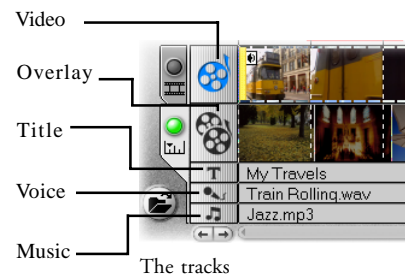 Video
Overlay
Title
Voice
Music
T
My Travels
Train Rolling.wav
Jazz.mp3
The tracks